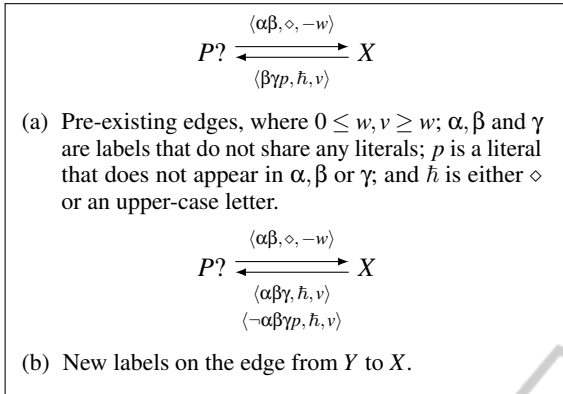 ⟨αβ,⋄,−w⟩
P? X
⟨βγp,ℏ,v⟩
(a) Pre-existing edges, where 0 ≤ w,v ≥ w; α,β and γ
are labels that do not share any literals; p is a literal
that does not appear in α,β or γ; and ℏ is either ⋄
or an upper-case letter.
⟨αβ,⋄,−w⟩
P? X
⟨αβγ,ℏ,v⟩
⟨¬αβγp,ℏ,v⟩
(b) New labels on the edge from Y to X.